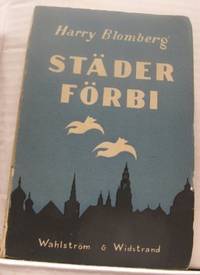 Harry Blomberg
STÄDER
FÖRBI
Wahlström & Widstrand